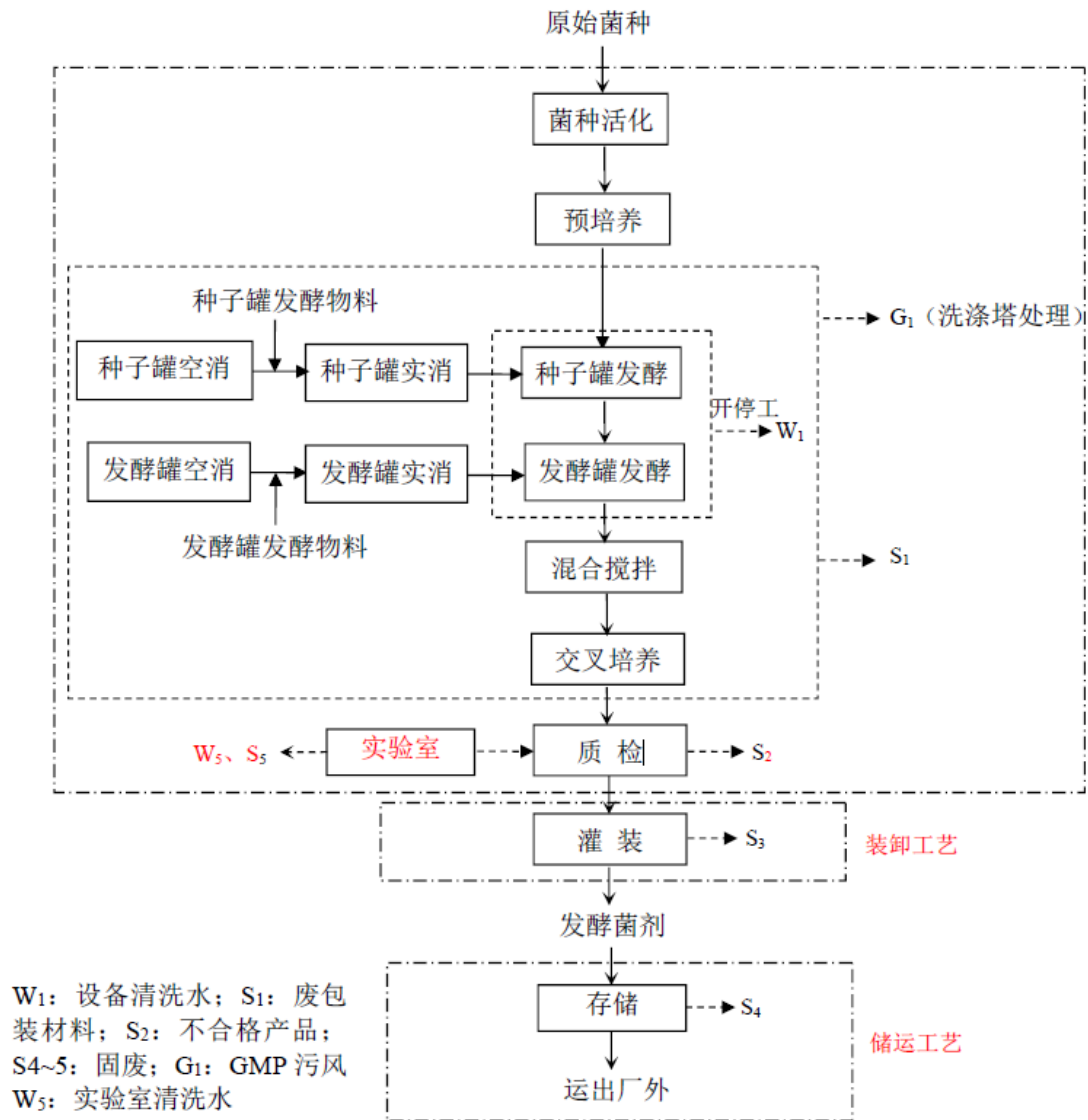 原始菌种
菌种活化
预培养
种子罐发酵物料
G₁（洗涤塔处理）
种子罐空消
种子罐实消
种子罐发酵
开停工
W₁
发酵罐空消
发酵罐实消
发酵罐发酵
发酵罐发酵物料
混合搅拌
S₁
交叉培养
W₅、S₅
实验室
质 检
S₂
灌 装
S₃
装卸工艺
发酵菌剂
存储
S₄
储运工艺
运出厂外
W₁：设备清洗水；S₁：废包
装材料；S₂：不合格产品；
S4~5：固废；G₁：GMP 污风
W₅：实验室清洗水